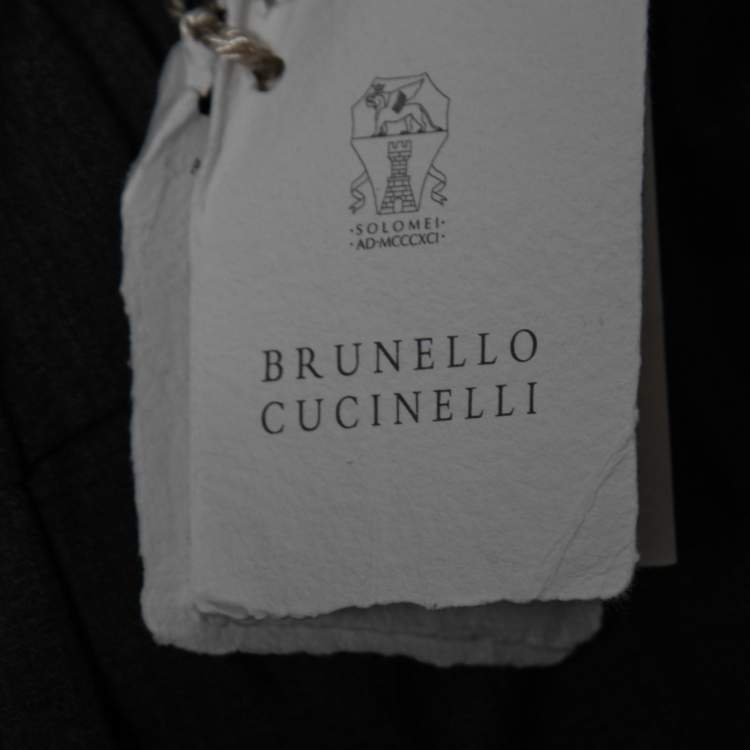 ·SOLOMEI·
·AD·MCCCXCI·
BRUNELLO
CUCINELLI